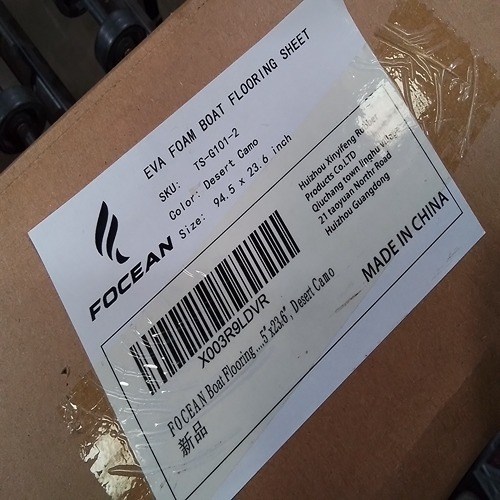 EVA FOAM BOAT FLOORING SHEET
SKU: TS-G101-2
Color: Desert Camo
Size: 94.5 x 23.6 inch
FOCEAN
Huizhou Xinyifeng Rubber
Products Co.LTD
Qiuchang town jinghu village
21 taoyuan Northr Road
Huizhou Guangdong
MADE IN CHINA
X003R9LDVR
FOCEAN Boat Flooring ....5"x23.6", Desert Camo
新品